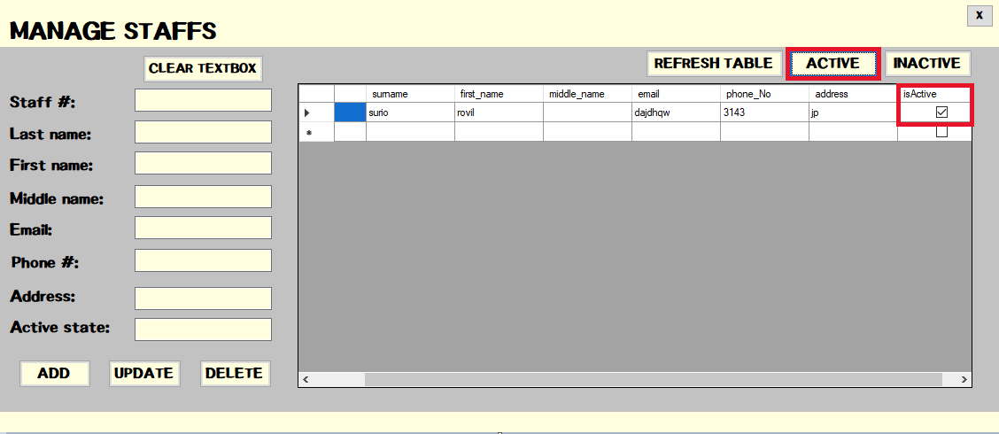 X
MANAGE STAFFS
CLEAR TEXTBOX
REFRESH TABLE ACTIVE INACTIVE
Staff #:
Last name:
First name:
Middle name:
Email:
Phone #:
Address:
Active state:
ADD UPDATE DELETE
surname first_name middle_name email phone_No address isActive
surio rovil dajdhqw 3143 jp